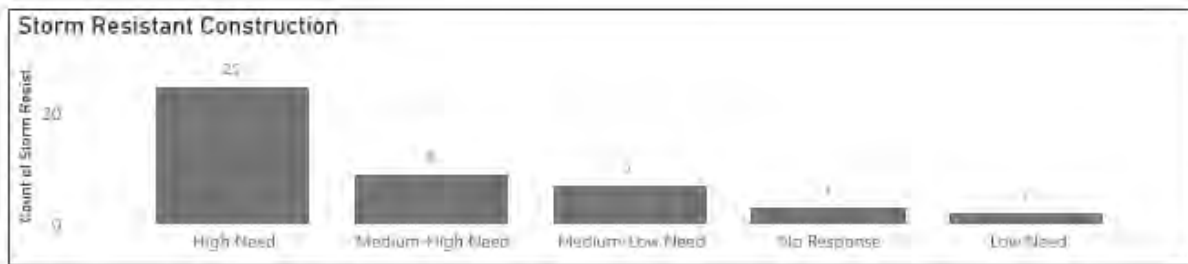 Storm Resistant Construction
Count of Storm Resist
20
0
25
High Need
Medium-High Need
Medium-Low Need
No Response
Low Need